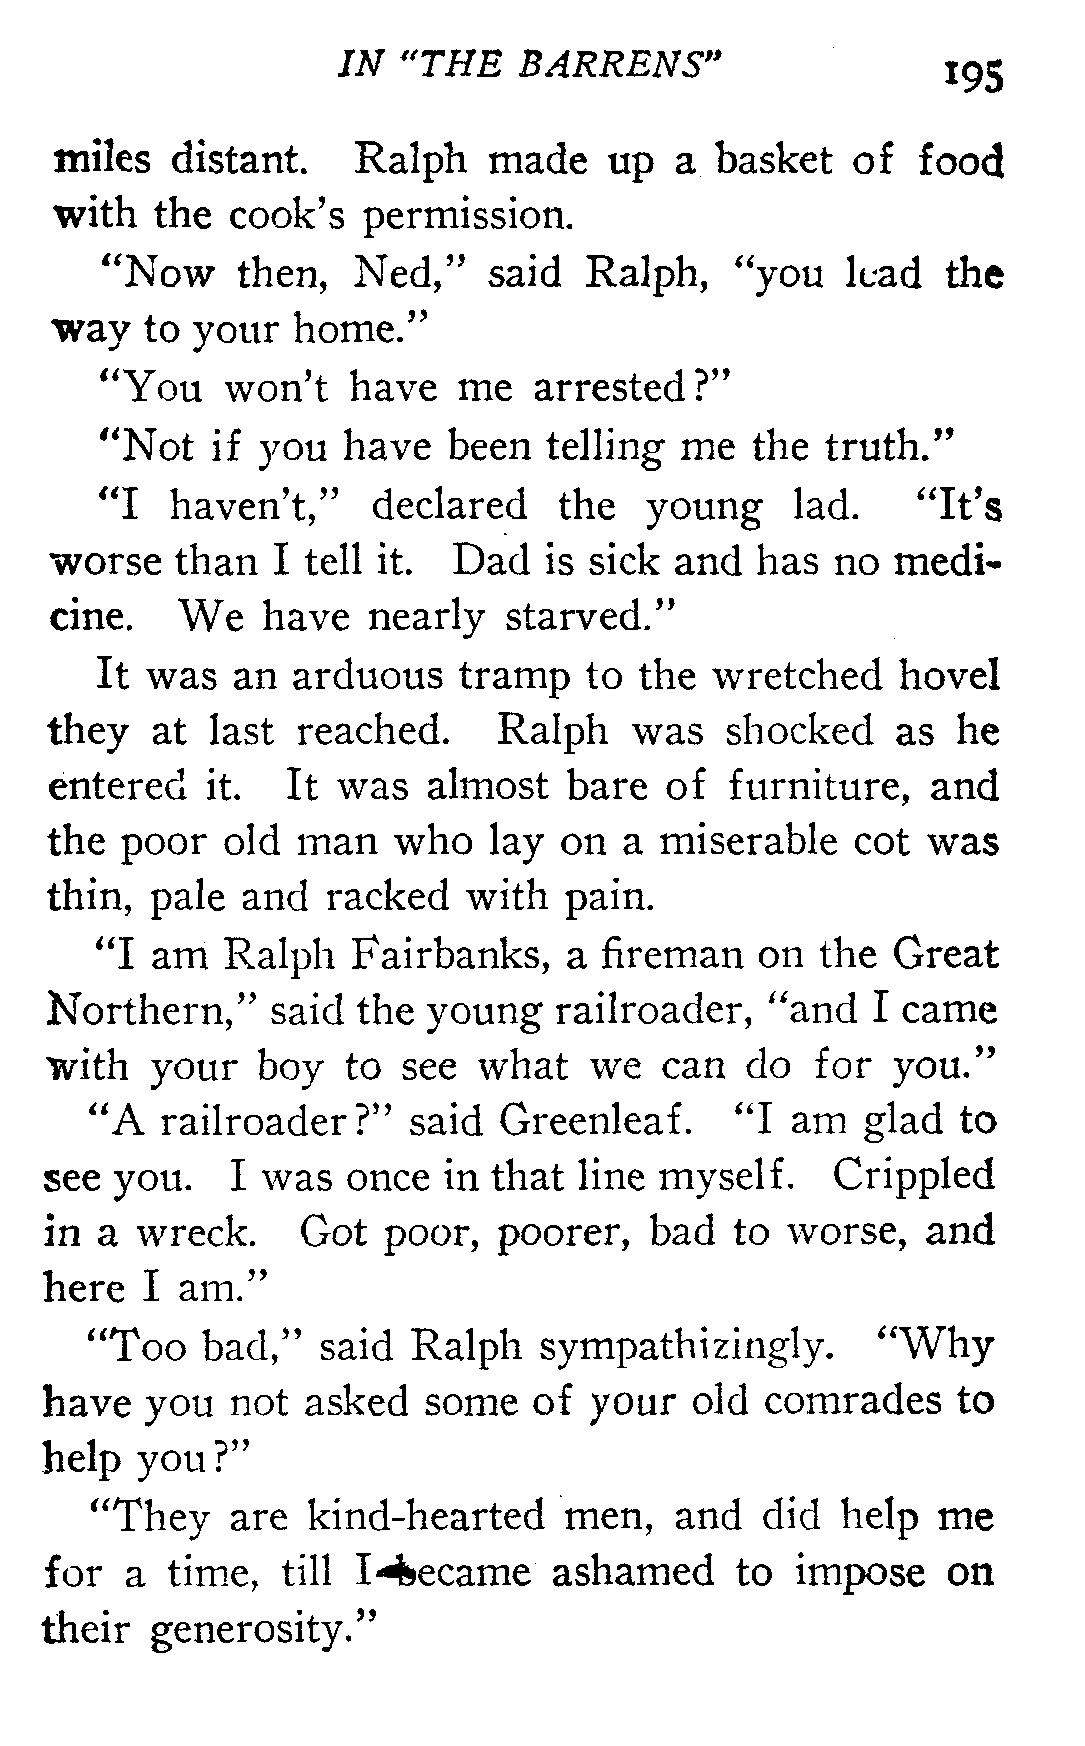 IN "THE BARRENS" 195
miles distant. Ralph made up a basket of food
with the cook's permission.
"Now then, Ned," said Ralph, "you lead the
way to your home."
"You won't have me arrested?"
"Not if you have been telling me the truth."
"I haven't," declared the young lad. "It's
worse than I tell it. Dad is sick and has no medi-
cine. We have nearly starved."
It was an arduous tramp to the wretched hovel
they at last reached. Ralph was shocked as he
entered it. It was almost bare of furniture, and
the poor old man who lay on a miserable cot was
thin, pale and racked with pain.
"I am Ralph Fairbanks, a fireman on the Great
Northern," said the young railroader, "and I came
with your boy to see what we can do for you."
"A railroader?" said Greenleaf. "I am glad to
see you. I was once in that line myself. Crippled
in a wreck. Got poor, poorer, bad to worse, and
here I am."
"Too bad," said Ralph sympathizingly. "Why
have you not asked some of your old comrades to
help you?"
"They are kind-hearted men, and did help me
for a time, till I became ashamed to impose on
their generosity."